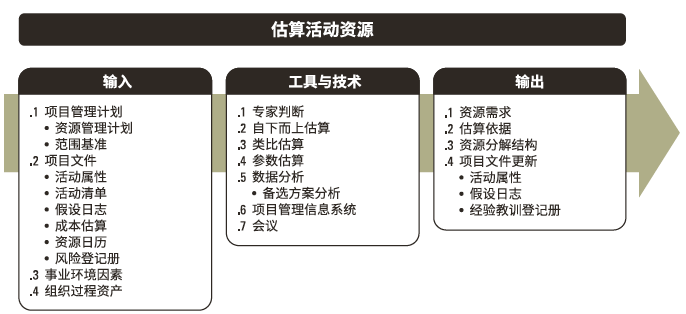 估算活动资源
输入
.1 项目管理计划
• 资源管理计划
• 范围基准
.2 项目文件
• 活动属性
• 活动清单
• 假设日志
• 成本估算
• 资源日历
• 风险登记册
.3 事业环境因素
.4 组织过程资产
工具与技术
.1 专家判断
.2 自下而上估算
.3 类比估算
.4 参数估算
.5 数据分析
• 备选方案分析
.6 项目管理信息系统
.7 会议
输出
.1 资源需求
.2 估算依据
.3 资源分解结构
.4 项目文件更新
• 活动属性
• 假设日志
• 经验教训登记册